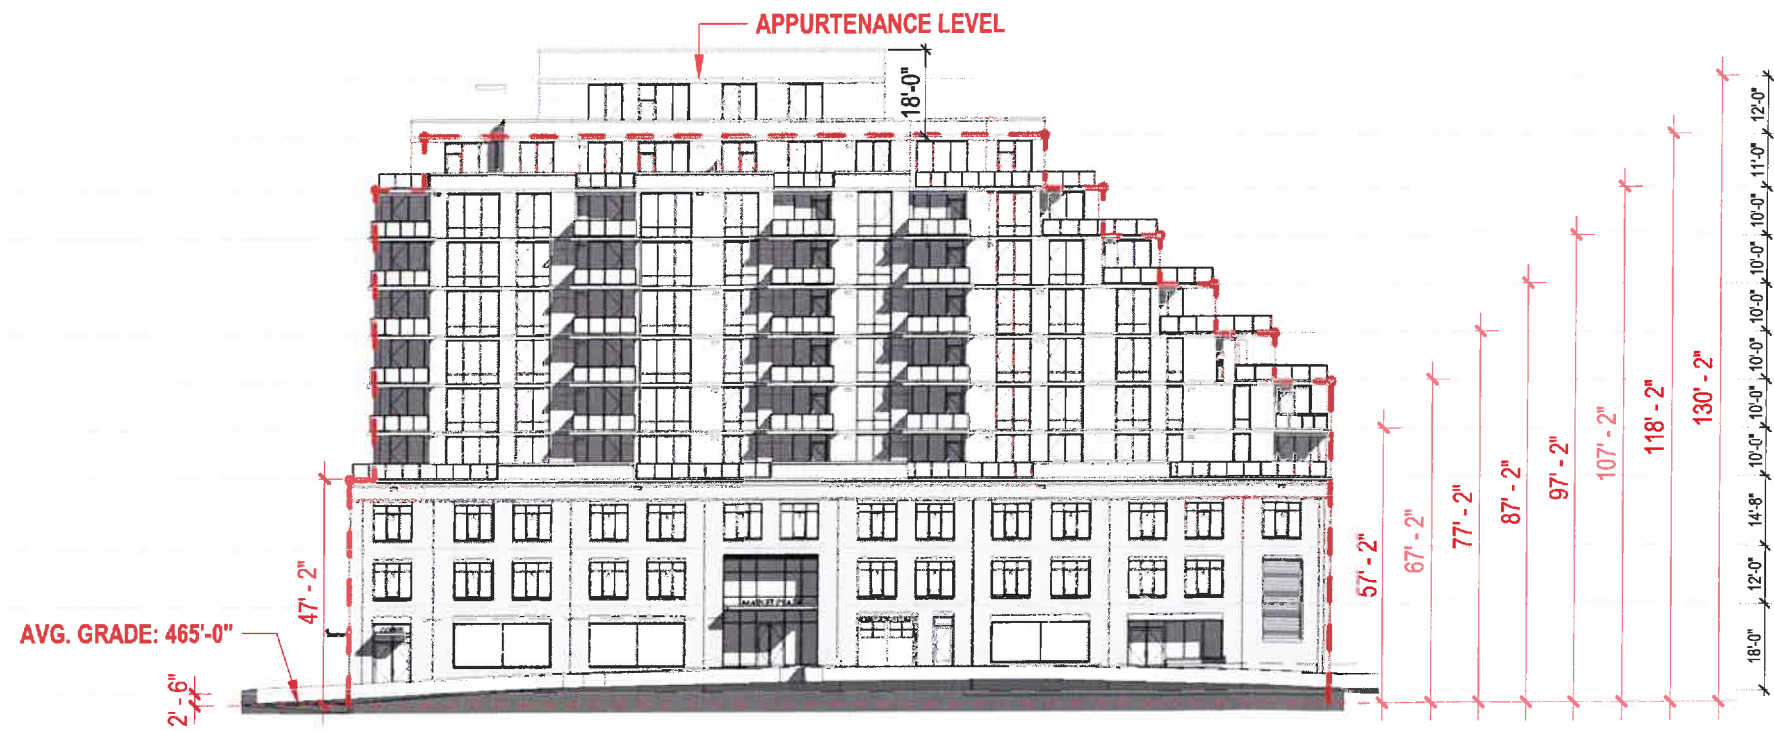 APPURTENANCE LEVEL
18'-0"
AVG. GRADE: 465'-0"
2' - 6"
47' - 2"
57' - 2"
67' - 2"
77' - 2"
87' - 2"
97' - 2"
107' - 2"
118' - 2"
130' - 2"
12'-0"
11'-0"
10'-0"
10'-0"
10'-0"
10'-0"
10'-0"
10'-0"
14'-8"
12'-0"
18'-0"